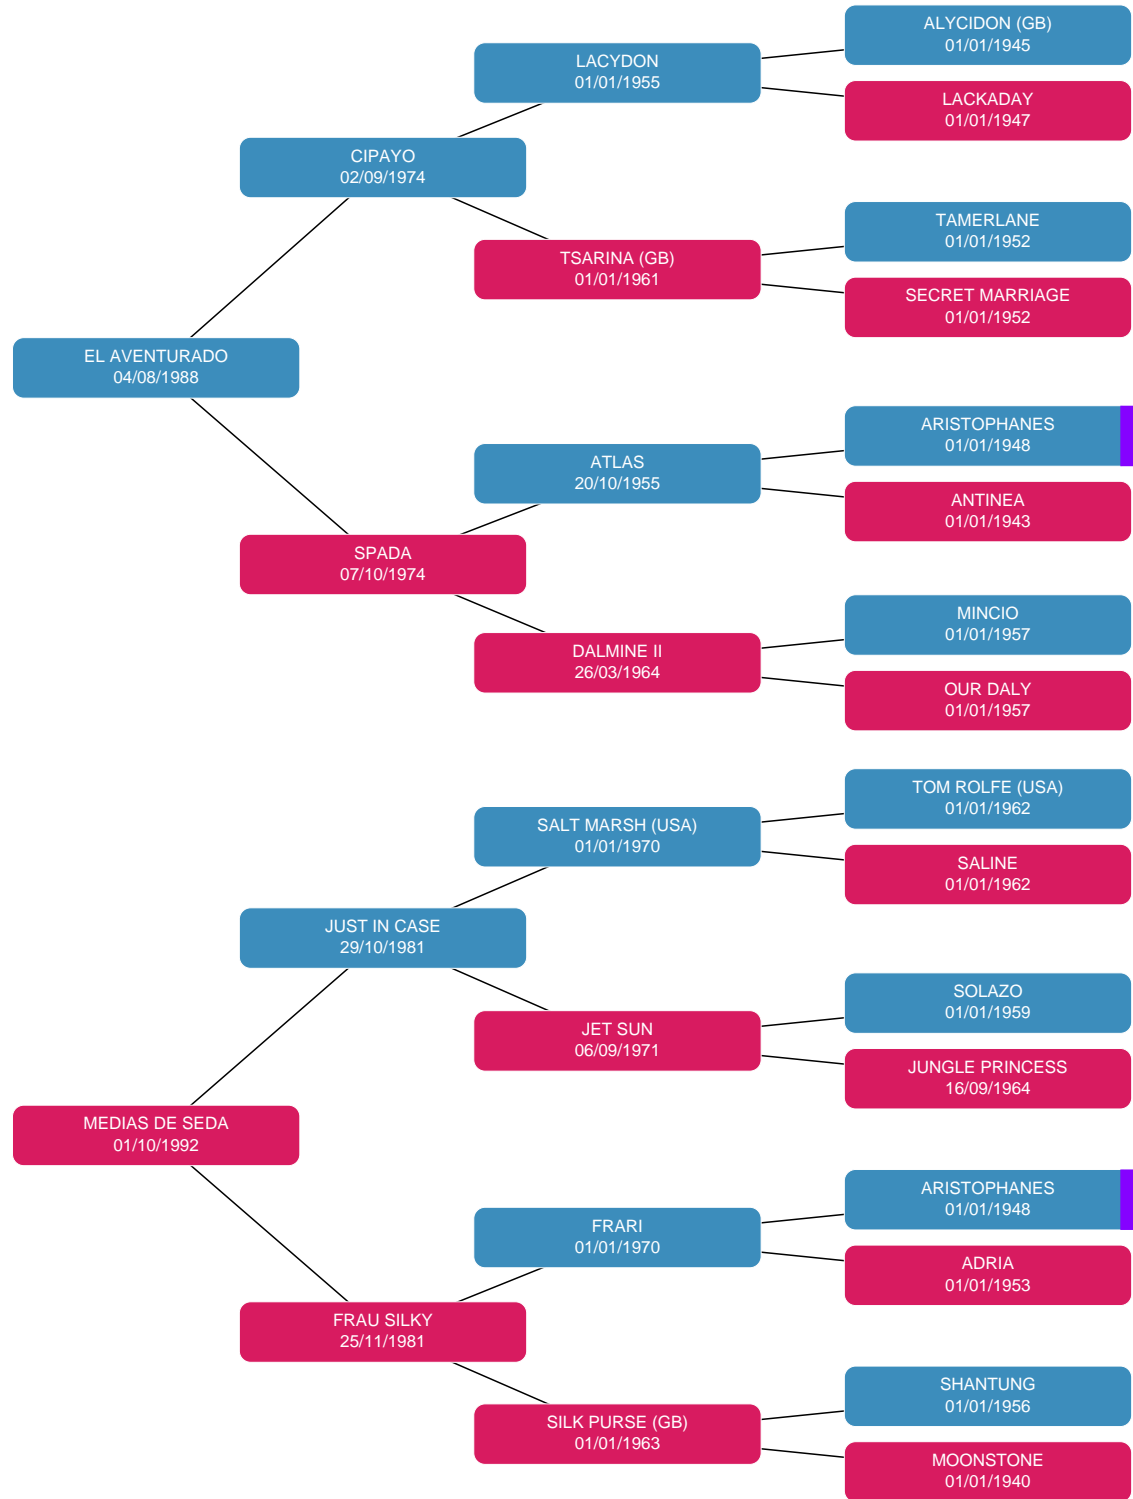 ALYCIDON (GB)
01/01/1945
LACYDON
01/01/1955
LACKADAY
01/01/1947
CIPAYO
02/09/1974
TAMERLANE
01/01/1952
TSARINA (GB)
01/01/1961
SECRET MARRIAGE
01/01/1952
EL AVENTURADO
04/08/1988
ARISTOPHANES
01/01/1948
ATLAS
20/10/1955
ANTINEA
01/01/1943
SPADA
07/10/1974
MINCIO
01/01/1957
DALMINE II
26/03/1964
OUR DALY
01/01/1957
TOM ROLFE (USA)
01/01/1962
SALT MARSH (USA)
01/01/1970
SALINE
01/01/1962
JUST IN CASE
29/10/1981
SOLAZO
01/01/1959
JET SUN
06/09/1971
JUNGLE PRINCESS
16/09/1964
MEDIAS DE SEDA
01/10/1992
ARISTOPHANES
01/01/1948
FRARI
01/01/1970
ADRIA
01/01/1953
FRAU SILKY
25/11/1981
SHANTUNG
01/01/1956
SILK PURSE (GB)
01/01/1963
MOONSTONE
01/01/1940